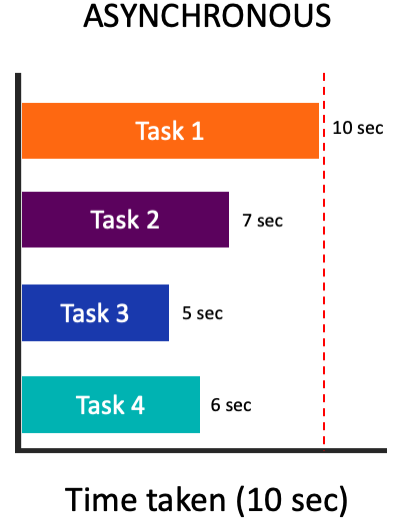 ASYNCHRONOUS
Task 1
10 sec
Task 2
7 sec
Task 3
5 sec
Task 4
6 sec
Time taken (10 sec)